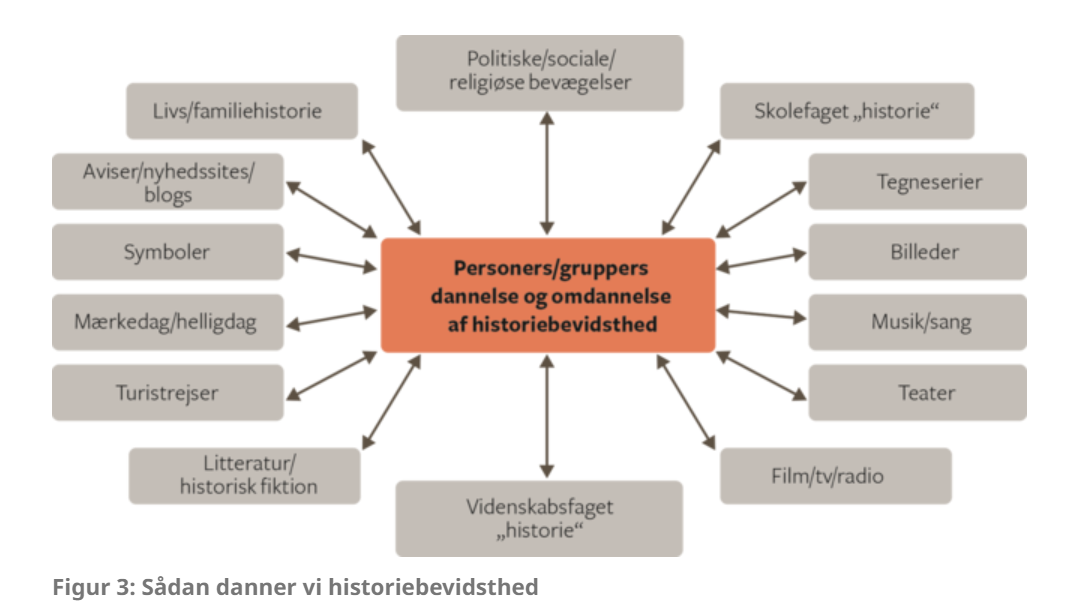 Politiske/sociale/
religiøse bevægelser
Livs/familiehistorie
Skolefaget „historie“
Aviser/nyhedssites/
blogs
Tegneserier
Symboler
Billeder
Personers/gruppers
dannelse og omdannelse
af historiebevidsthed
Mærkedag/helligdag
Musik/sang
Turistrejser
Teater
Litteratur/
historisk fiktion
Film/tv/radio
Videnskabsfaget
„historie“
Figur 3: Sådan danner vi historiebevidsthed